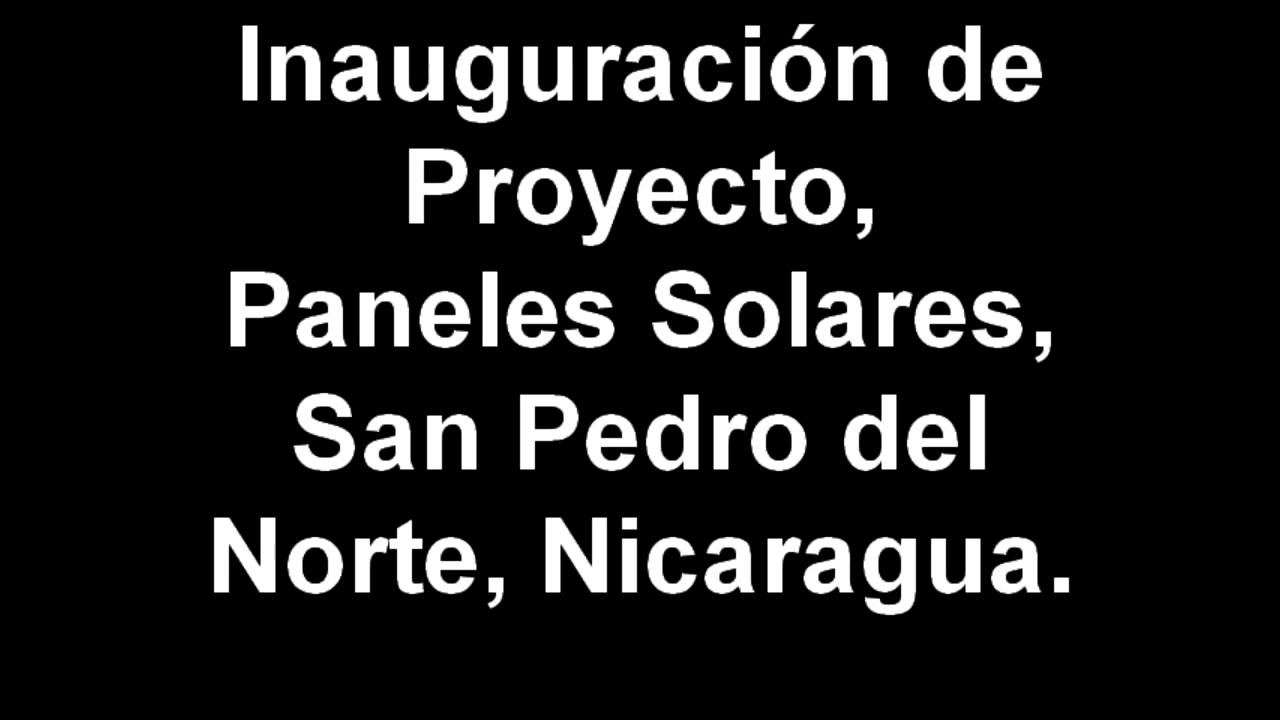 Inauguración de
Proyecto,
Paneles Solares,
San Pedro del
Norte, Nicaragua.